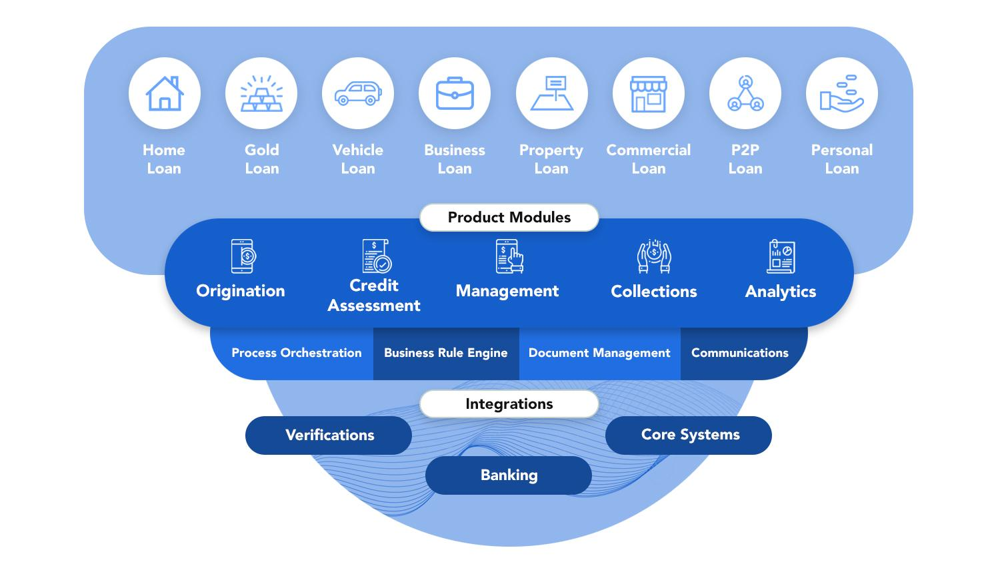 Home
Loan
Gold
Loan
Vehicle
Loan
Business
Loan
Property
Loan
Commercial
Loan
P2P
Loan
Personal
Loan
Product Modules
Origination
Credit
Assessment
Management
Collections
Analytics
Process Orchestration
Business Rule Engine
Document Management
Communications
Integrations
Verifications
Core Systems
Banking